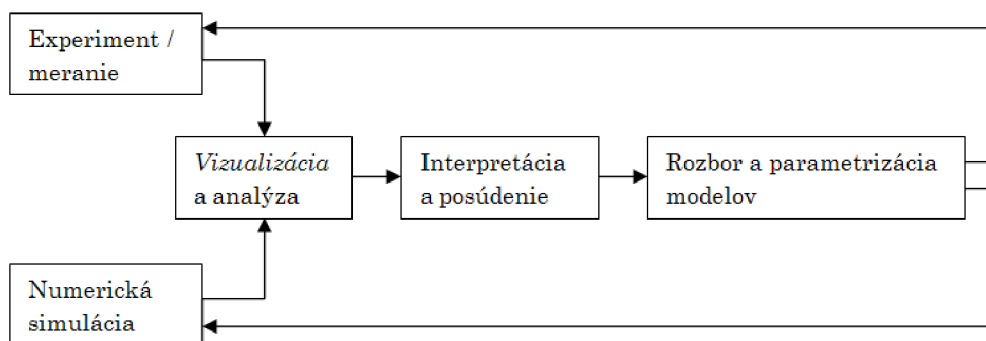 Experiment /
meranie
Vizualizácia
a analýza
Interpretácia
a posúdenie
Rozbor a parametrizácia
modelov
Numerická
simulácia